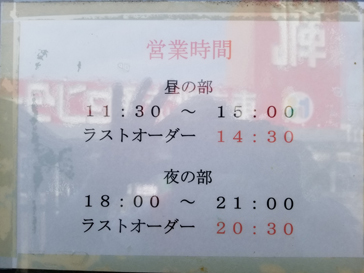 営業時間
昼の部
11：30 ～ 15：00
ラストオーダー 14：30
夜の部
18：00 ～ 21：00
ラストオーダー 20：30